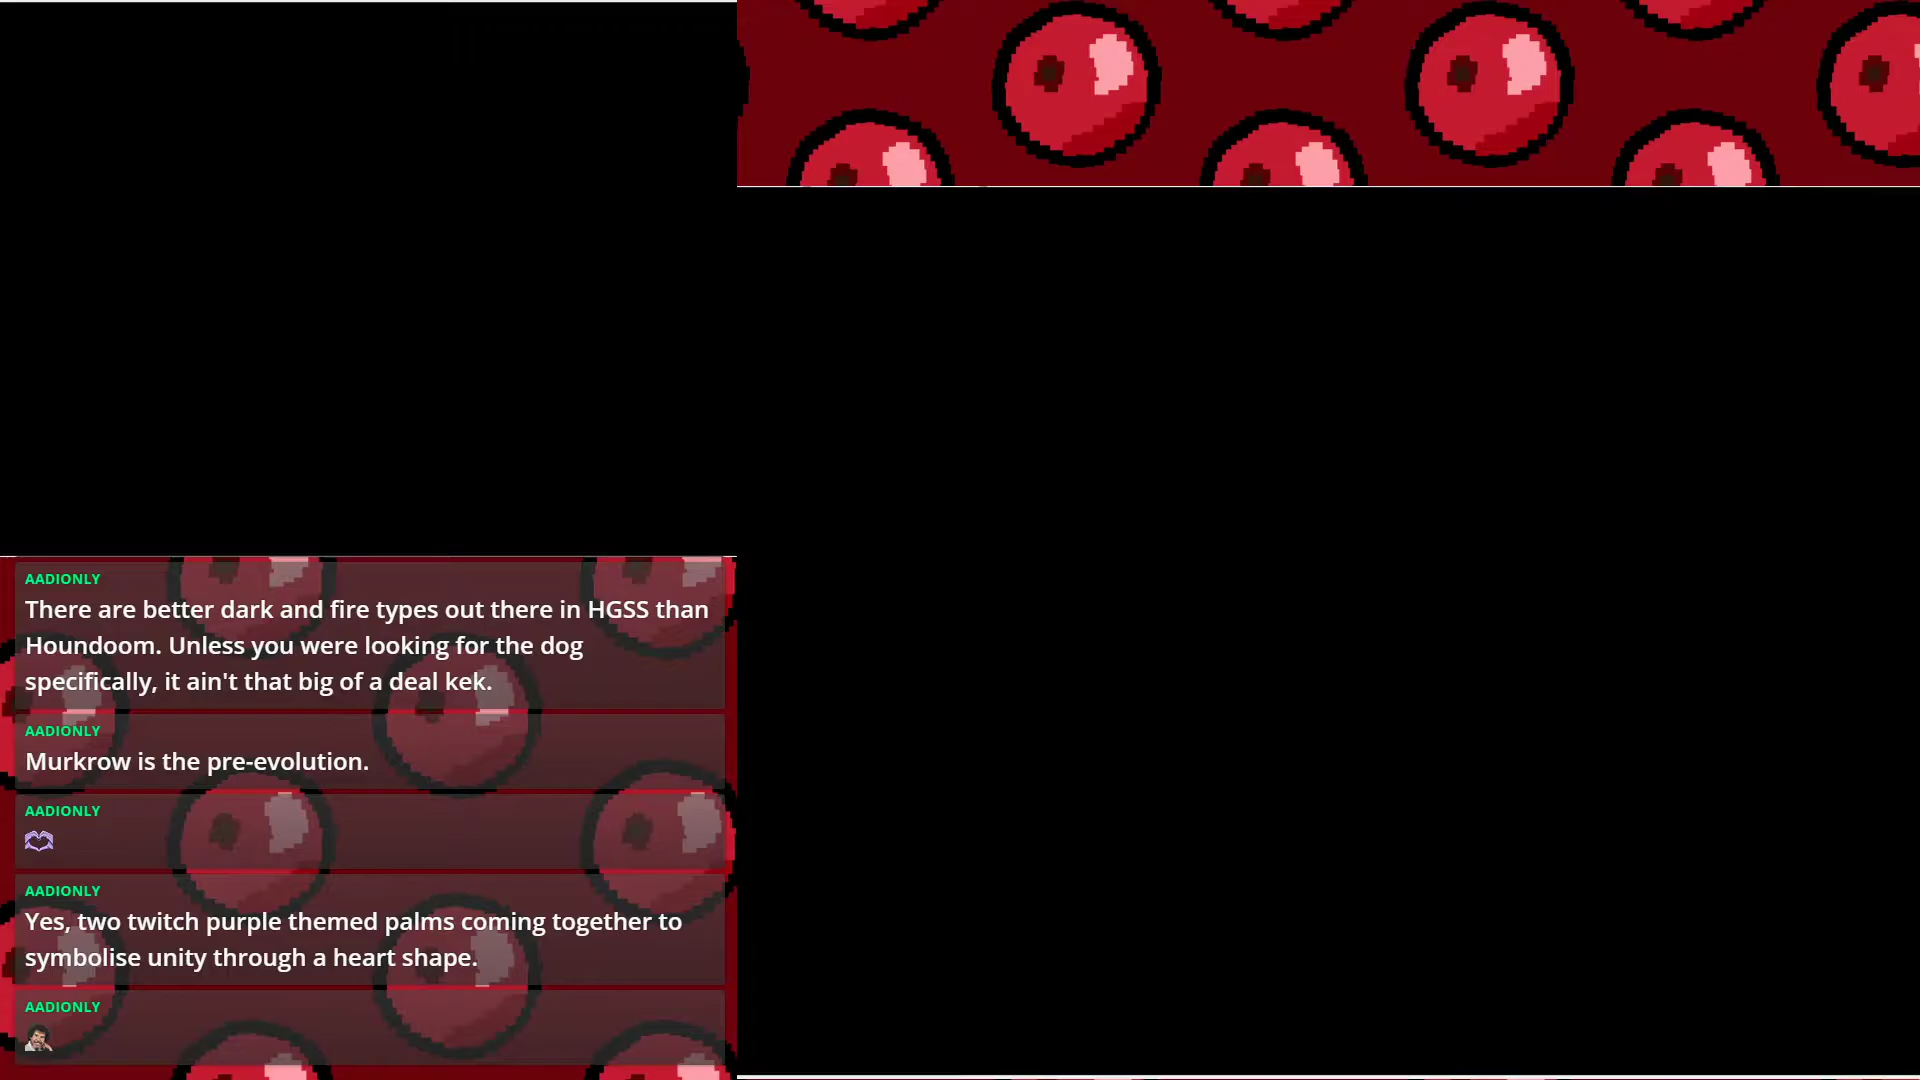 AADIONLY
There are better dark and fire types out there in HGSS than
Houndoom. Unless you were looking for the dog
specifically, it ain't that big of a deal kek.
AADIONLY
Murkrow is the pre-evolution.
AADIONLY
AADIONLY
Yes, two twitch purple themed palms coming together to
symbolise unity through a heart shape.
AADIONLY